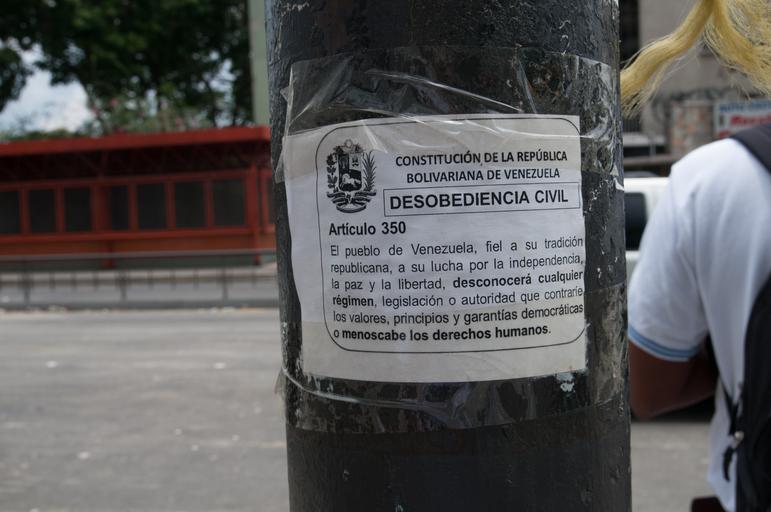 CONSTITUCIÓN DE LA REPÚBLICA
BOLIVARIANA DE VENEZUELA
DESOBEDIENCIA CIVIL
Artículo 350
El pueblo de Venezuela, fiel a su tradición
republicana, a su lucha por la independencia,
la paz y la libertad, desconocerá cualquier
régimen, legislación o autoridad que contraríe
los valores, principios y garantías democráticas
o menoscabe los derechos humanos.